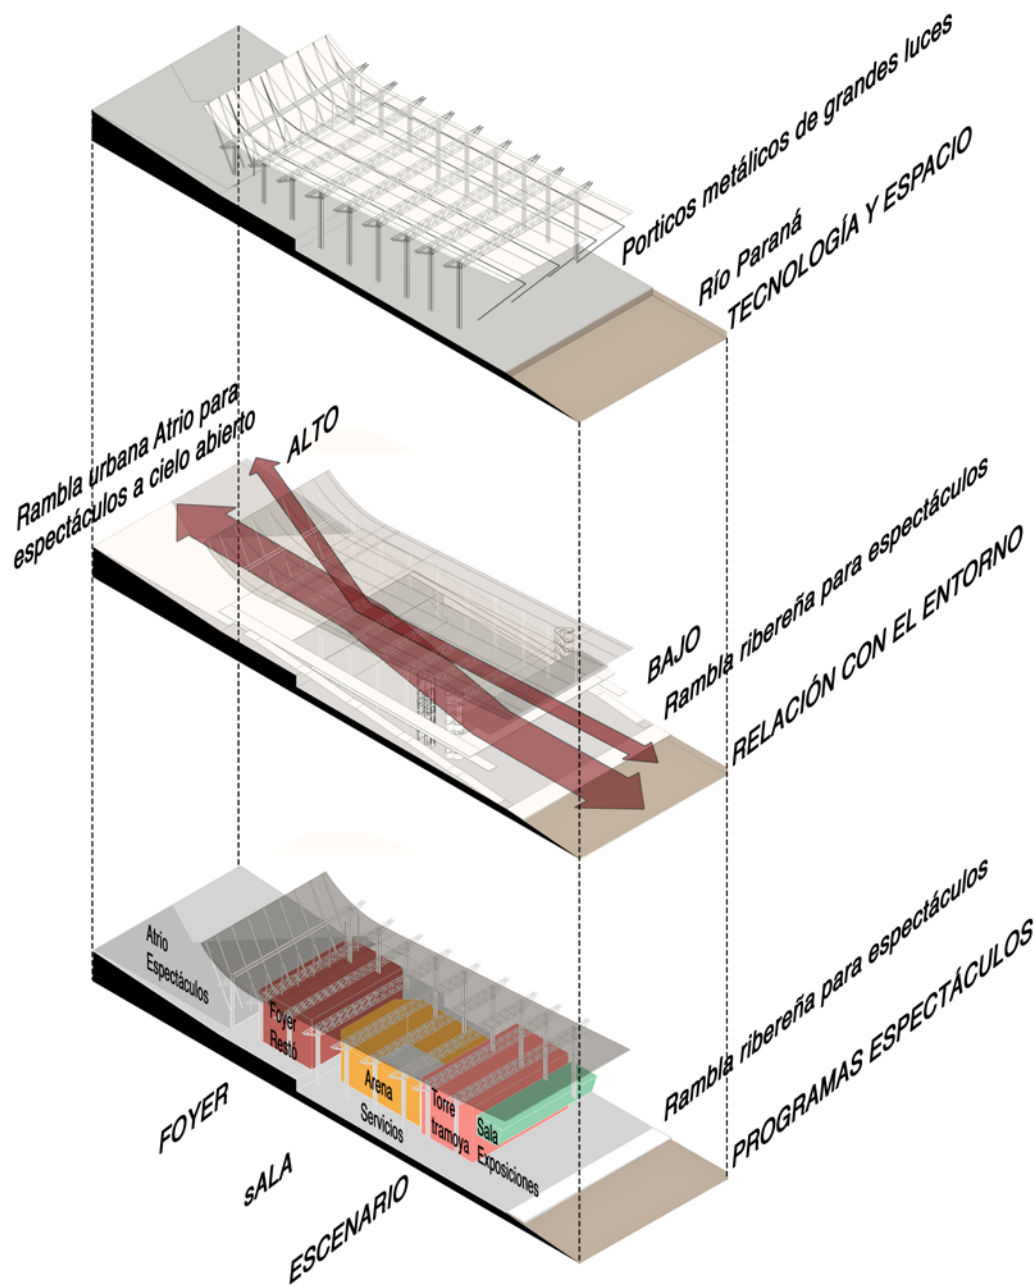 Porticos metálicos de grandes luces
Río Paraná
TECNOLOGÍA Y ESPACIO
Rambla urbana Atrio para
espectáculos a cielo abierto
ALTO
BAJO
Rambla ribereña para espectáculos
RELACIÓN CON EL ENTORNO
Atrio
Espectáculos
Foyer
Restó
Arena
Servicios
Torre
tramoya
Sala
Exposiciones
Rambla ribereña para espectáculos
PROGRAMAS ESPECTÁCULOS
FOYER
sALA
ESCENARIO